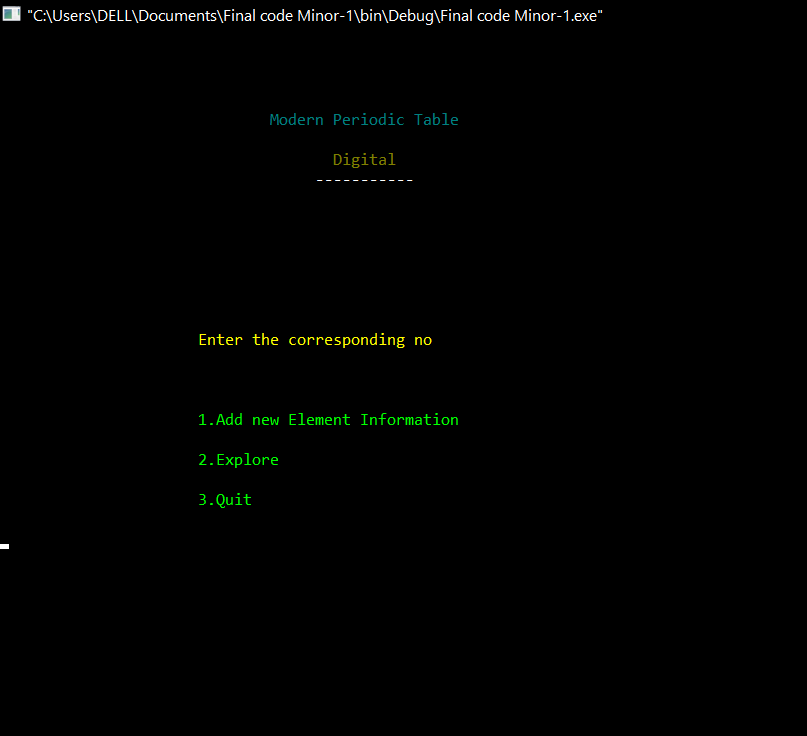 "C:\Users\DELL\Documents\Final code Minor-1\bin\Debug\Final code Minor-1.exe"
Modern Periodic Table
Digital
-----------
Enter the corresponding no
1.Add new Element Information
2.Explore
3.Quit